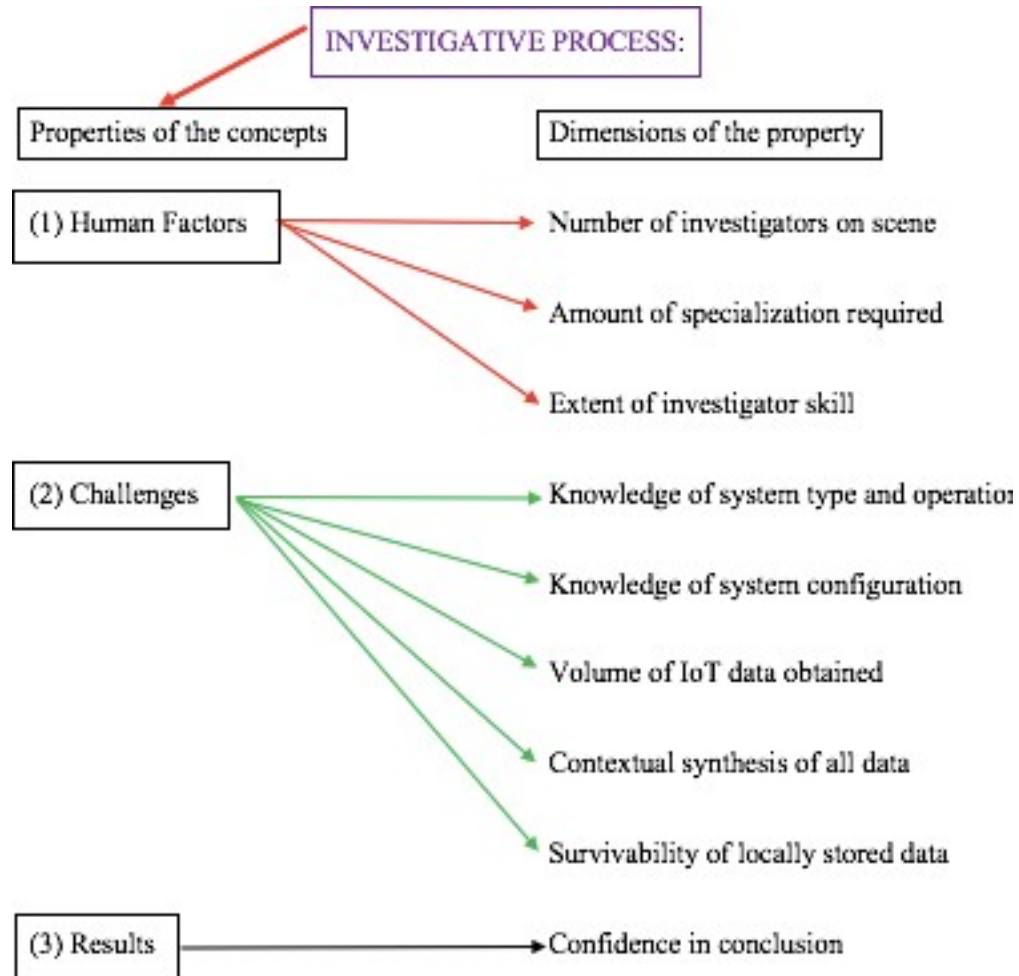 INVESTIGATIVE PROCESS:
Properties of the concepts
Dimensions of the property
(1) Human Factors
Number of investigators on scene
Amount of specialization required
Extent of investigator skill
(2) Challenges
Knowledge of system type and operation
Knowledge of system configuration
Volume of IoT data obtained
Contextual synthesis of all data
Survivability of locally stored data
(3) Results
Confidence in conclusion